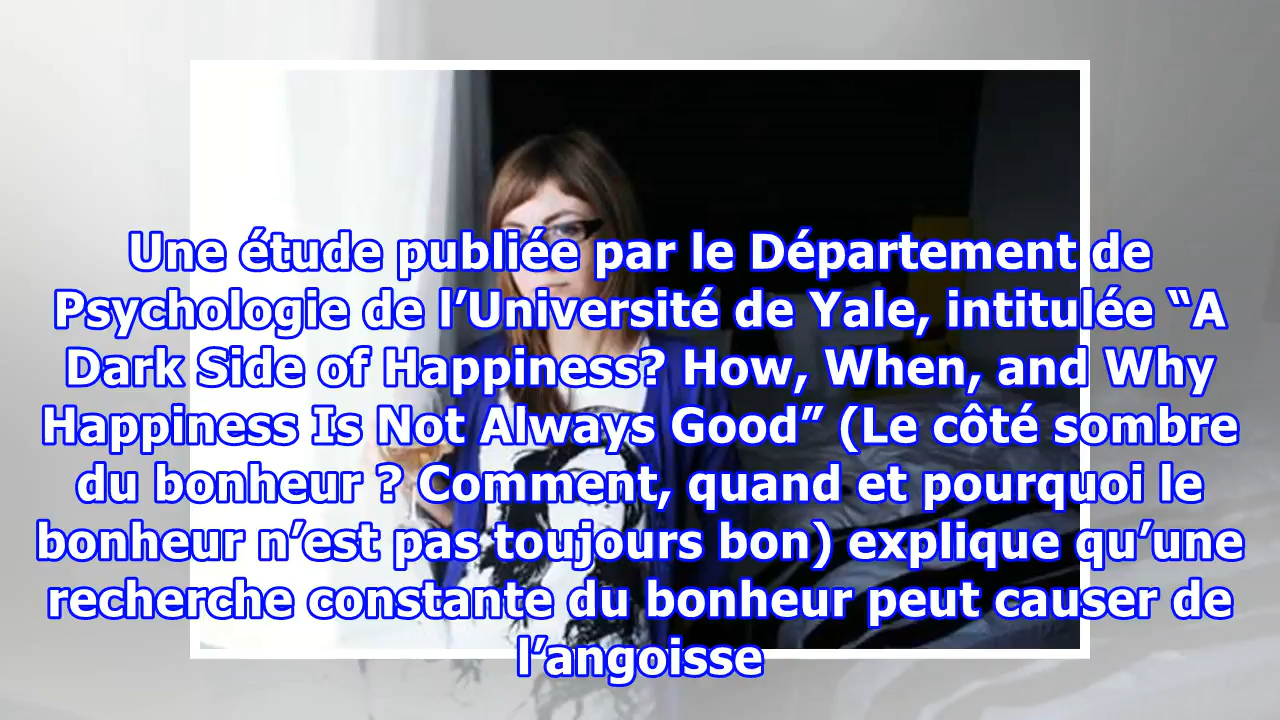 Une étude publiée par le Département de
Psychologie de l’Université de Yale, intitulée “A
Dark Side of Happiness? How, When, and Why
Happiness Is Not Always Good” (Le côté sombre
du bonheur ? Comment, quand et pourquoi le
bonheur n’est pas toujours bon) explique qu’une
recherche constante du bonheur peut causer de
l’angoisse